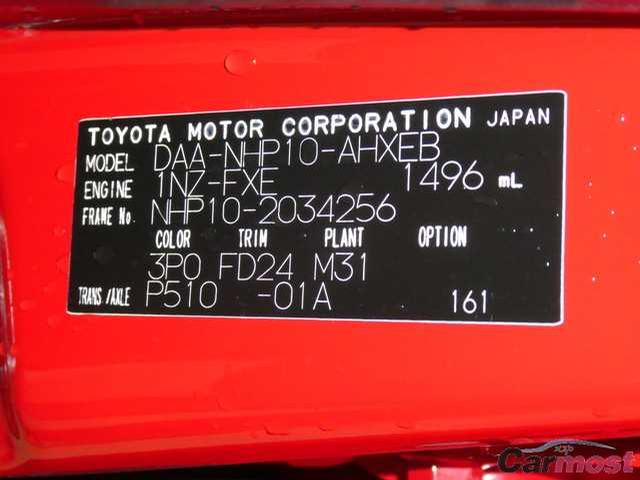 TOYOTA MOTOR CORPORATION JAPAN
MODEL DAA-NHP10-AHXEB
ENGINE 1NZ-FXE 1496 mL
FRAME No. NHP10-2034256
COLOR TRIM PLANT OPTION
3P0 FD24 M31
TRANS/AXLE P510 -01A 161
Carmost